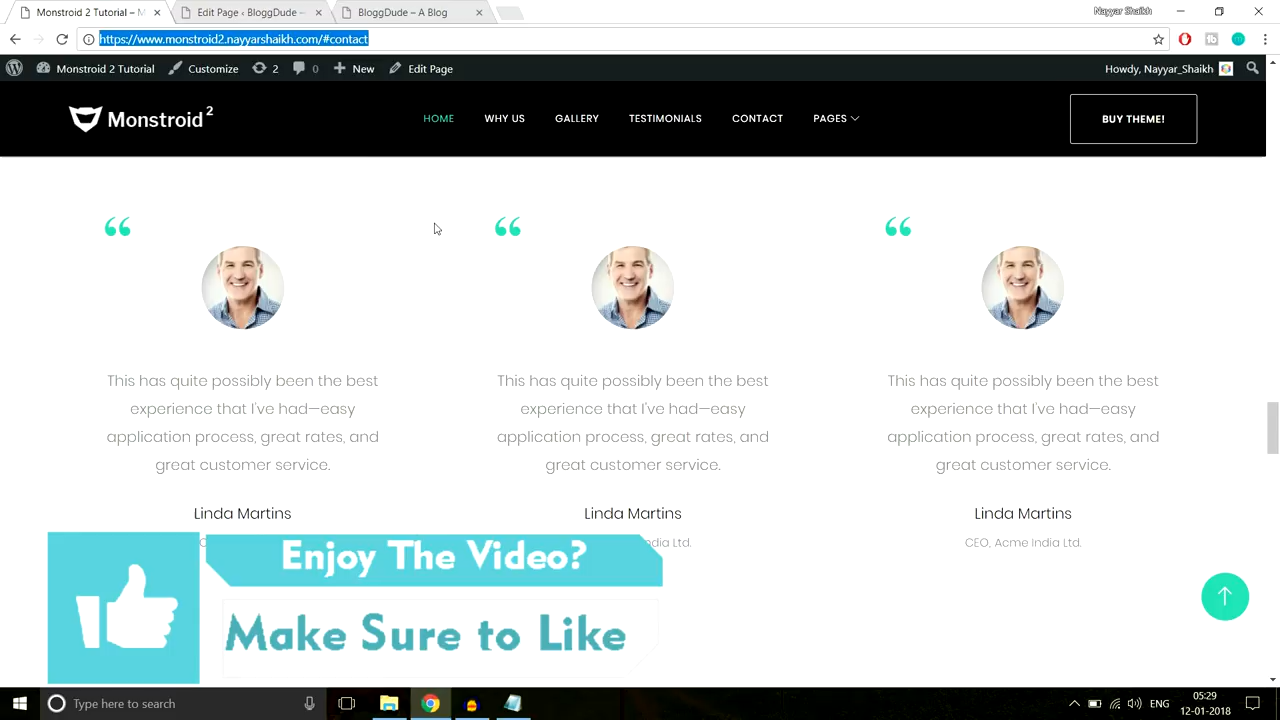 Monstroid 2 Tutorial – M
Edit Page ‹ BloggDude –
BloggDude – A Blog
Nayyar Shaikh
https://www.monstroid2.nayyarshaikh.com/#contact
Monstroid 2 Tutorial
Customize
2
0
New
Edit Page
Howdy, Nayyar_Shaikh
Monstroid 2
HOME
WHY US
GALLERY
TESTIMONIALS
CONTACT
PAGES
BUY THEME!
This has quite possibly been the best
experience that I've had—easy
application process, great rates, and
great customer service.
Linda Martins
This has quite possibly been the best
experience that I've had—easy
application process, great rates, and
great customer service.
Linda Martins
ndia Ltd.
This has quite possibly been the best
experience that I've had—easy
application process, great rates, and
great customer service.
Linda Martins
CEO, Acme India Ltd.
Enjoy The Video?
Make Sure to Like
Type here to search
ENG
05:29
12-01-2018